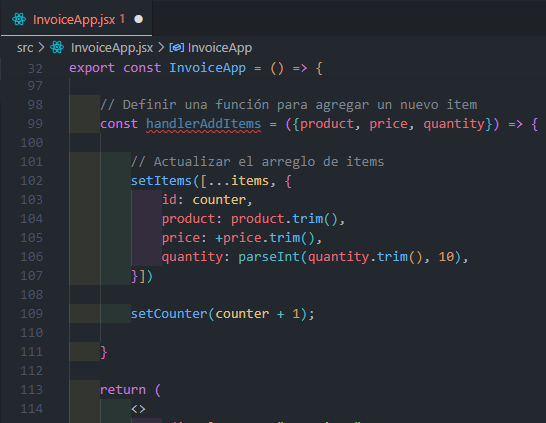 InvoiceApp.jsx 1
src > InvoiceApp.jsx > InvoiceApp
32 export const InvoiceApp = () => {
97
98 // Definir una función para agregar un nuevo item
99 const handlerAddItems = ({product, price, quantity}) => {
100
101 // Actualizar el arreglo de items
102 setItems([...items, {
103 id: counter,
104 product: product.trim(),
105 price: +price.trim(),
106 quantity: parseInt(quantity.trim(), 10),
107 }])
108
109 setCounter(counter + 1);
110
111 }
112
113 return (
114 <>